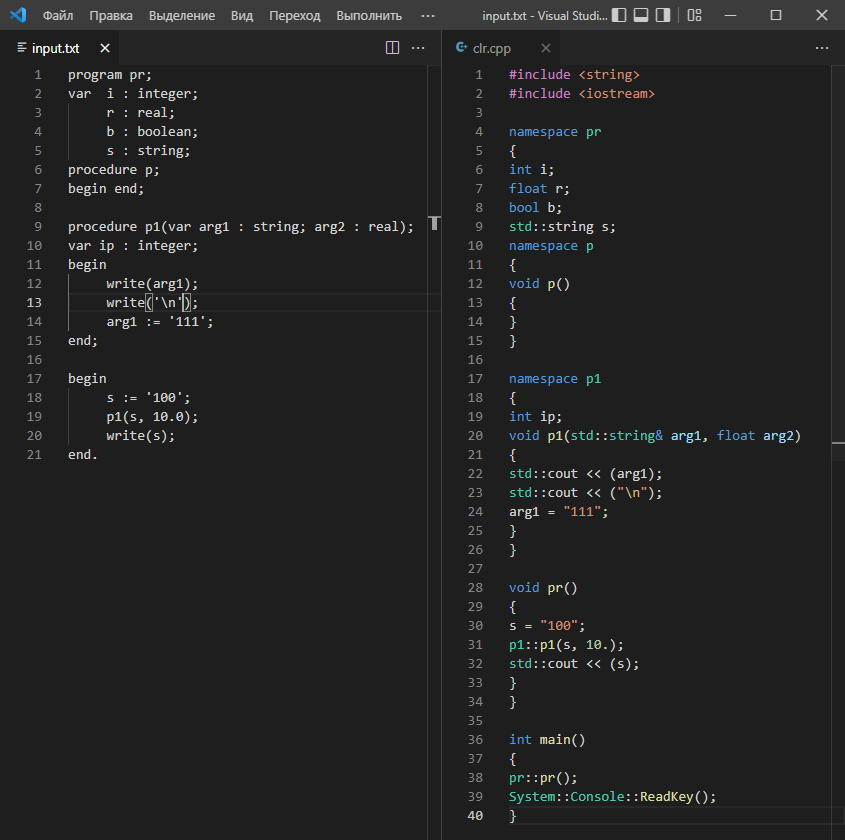 Файл Правка Выделение Вид Переход Выполнить ··· input.txt - Visual Studi...
input.txt
1 program pr;
2 var  i : integer;
3      r : real;
4      b : boolean;
5      s : string;
6 procedure p;
7 begin end;
8
9 procedure p1(var arg1 : string; arg2 : real);
10 var ip : integer;
11 begin
12      write(arg1);
13      write('\n');
14      arg1 := '111';
15 end;
16
17 begin
18      s := '100';
19      p1(s, 10.0);
20      write(s);
21 end.
clr.cpp
1 #include <string>
2 #include <iostream>
3
4 namespace pr
5 {
6 int i;
7 float r;
8 bool b;
9 std::string s;
10 namespace p
11 {
12 void p()
13 {
14 }
15 }
16
17 namespace p1
18 {
19 int ip;
20 void p1(std::string& arg1, float arg2)
21 {
22 std::cout << (arg1);
23 std::cout << ("\n");
24 arg1 = "111";
25 }
26 }
27
28 void pr()
29 {
30 s = "100";
31 p1::p1(s, 10.);
32 std::cout << (s);
33 }
34 }
35
36 int main()
37 {
38 pr::pr();
39 System::Console::ReadKey();
40 }